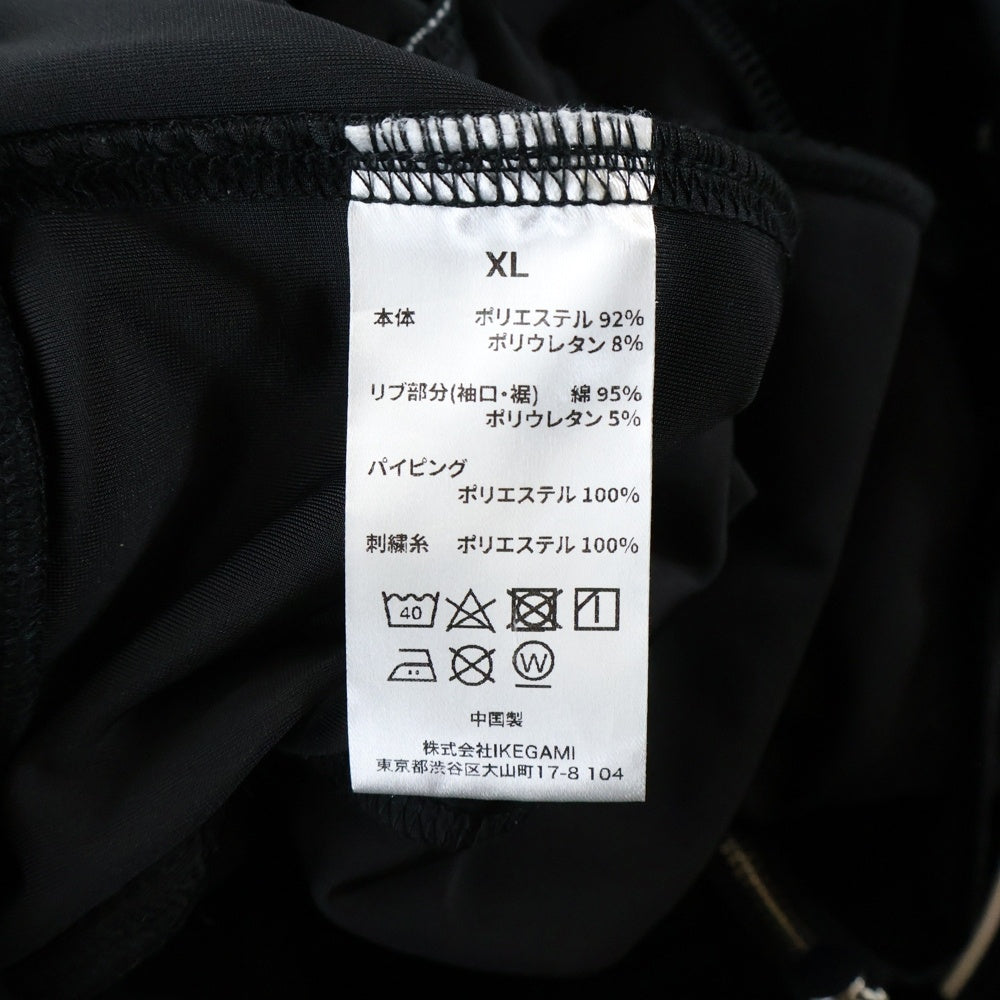 XL
本体 ポリエステル 92%
ポリウレタン 8%
リブ部分(袖口・裾) 綿 95%
ポリウレタン 5%
パイピング
ポリエステル 100%
刺繍糸 ポリエステル 100%
40
W
中国製
株式会社IKEGAMI
東京都渋谷区大山町17-8 104